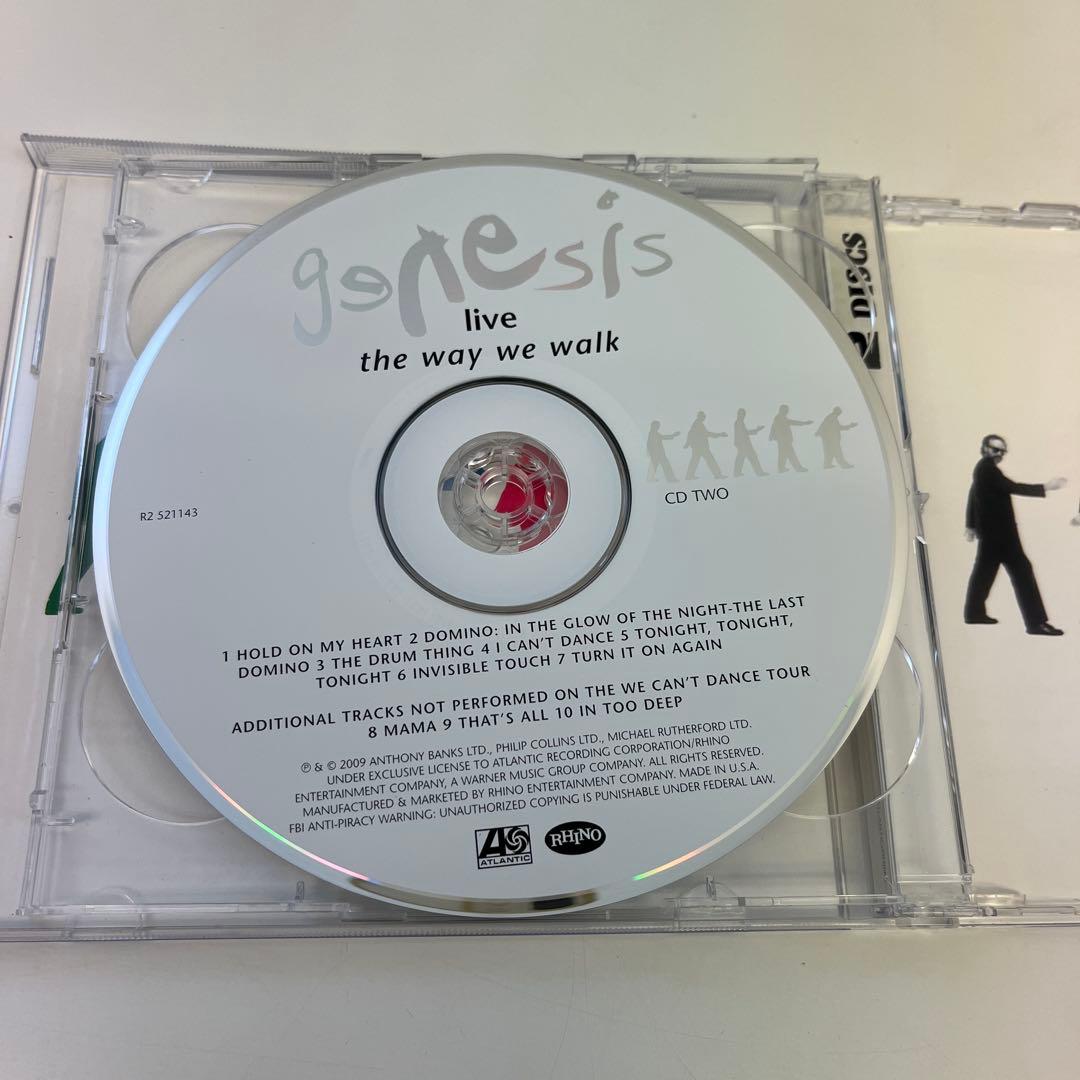 genesis
live
the way we walk
2 DISCS
CD TWO
R2 521143
1 HOLD ON MY HEART 2 DOMINO: IN THE GLOW OF THE NIGHT-THE LAST
DOMINO 3 THE DRUM THING 4 I CAN'T DANCE 5 TONIGHT, TONIGHT,
TONIGHT 6 INVISIBLE TOUCH 7 TURN IT ON AGAIN
ADDITIONAL TRACKS NOT PERFORMED ON THE WE CAN'T DANCE TOUR
8 MAMA 9 THAT'S ALL 10 IN TOO DEEP
℗ & © 2009 ANTHONY BANKS LTD., PHILIP COLLINS LTD., MICHAEL RUTHERFORD LTD.
UNDER EXCLUSIVE LICENSE TO ATLANTIC RECORDING CORPORATION/RHINO
ENTERTAINMENT COMPANY, A WARNER MUSIC GROUP COMPANY. ALL RIGHTS RESERVED.
MANUFACTURED & MARKETED BY RHINO ENTERTAINMENT COMPANY. MADE IN U.S.A.
FBI ANTI-PIRACY WARNING: UNAUTHORIZED COPYING IS PUNISHABLE UNDER FEDERAL LAW.
ATLANTIC
RHINO